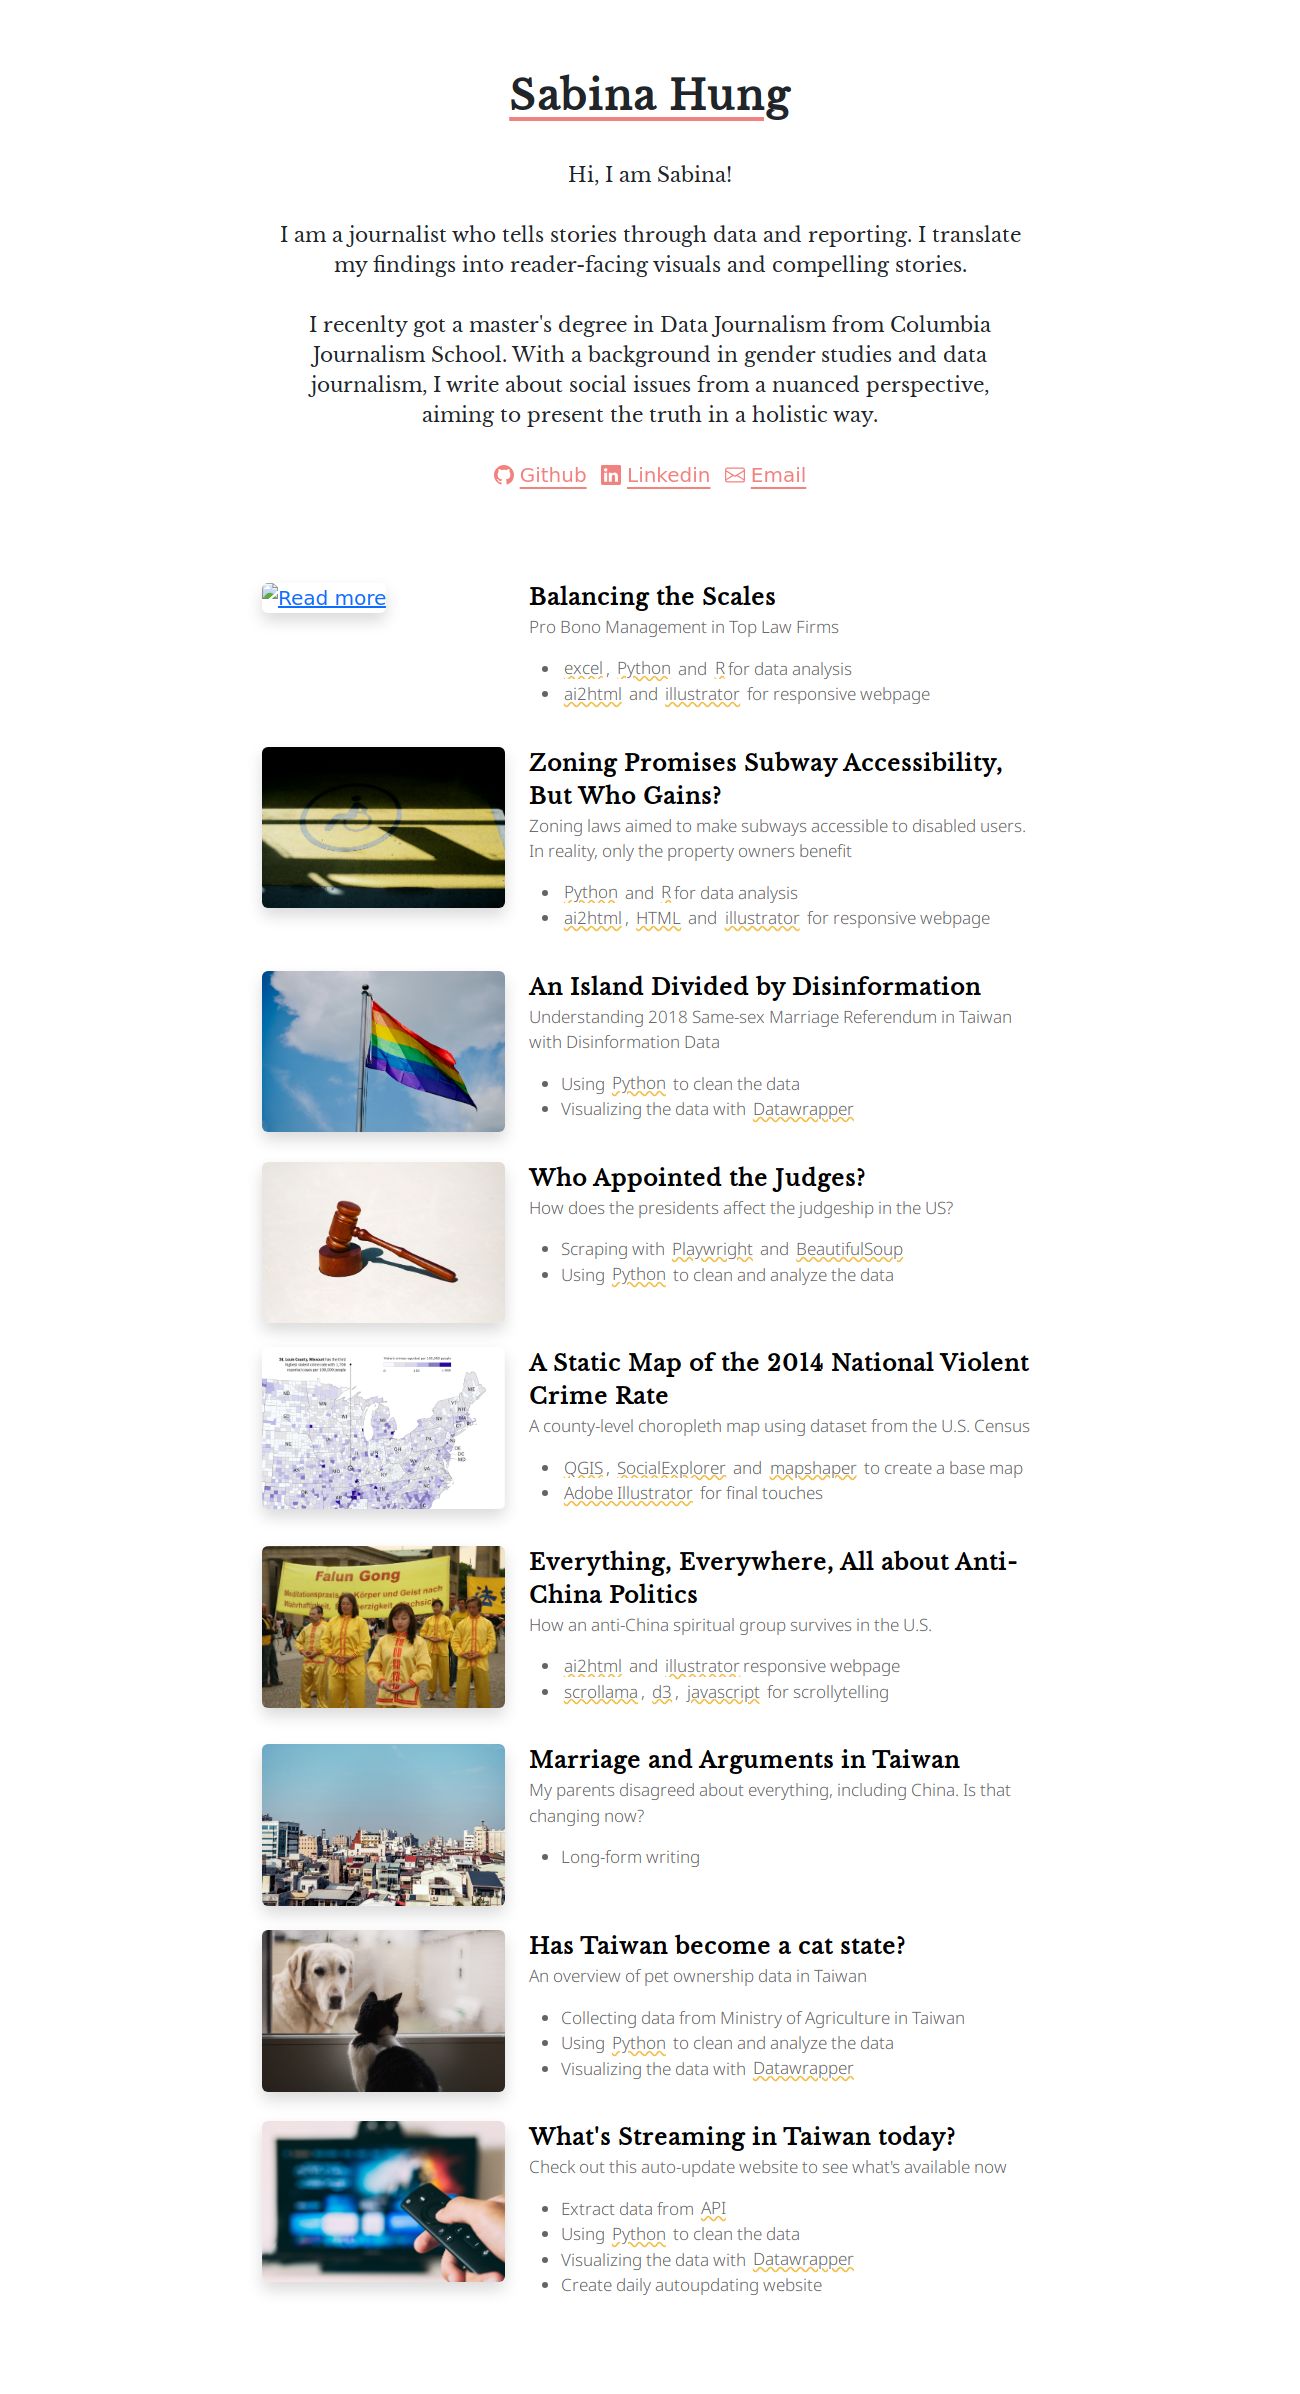 Sabina Hung
Hi, I am Sabina!
I am a journalist who tells stories through data and reporting. I translate
my findings into reader-facing visuals and compelling stories.
I recenlty got a master's degree in Data Journalism from Columbia
Journalism School. With a background in gender studies and data
journalism, I write about social issues from a nuanced perspective,
aiming to present the truth in a holistic way.
Github Linkedin Email
Read more
Balancing the Scales
Pro Bono Management in Top Law Firms
• excel, Python and R for data analysis
• ai2html and illustrator for responsive webpage
Zoning Promises Subway Accessibility,
But Who Gains?
Zoning laws aimed to make subways accessible to disabled users.
In reality, only the property owners benefit
• Python and R for data analysis
• ai2html, HTML and illustrator for responsive webpage
An Island Divided by Disinformation
Understanding 2018 Same-sex Marriage Referendum in Taiwan
with Disinformation Data
• Using Python to clean the data
• Visualizing the data with Datawrapper
Who Appointed the Judges?
How does the presidents affect the judgeship in the US?
• Scraping with Playwright and BeautifulSoup
• Using Python to clean and analyze the data
A Static Map of the 2014 National Violent
Crime Rate
A county-level choropleth map using dataset from the U.S. Census
• QGIS, SocialExplorer and mapshaper to create a base map
• Adobe Illustrator for final touches
Falun Gong
Everything, Everywhere, All about Anti-
China Politics
How an anti-China spiritual group survives in the U.S.
• ai2html and illustrator responsive webpage
• scrollama, d3, javascript for scrollytelling
Marriage and Arguments in Taiwan
My parents disagreed about everything, including China. Is that
changing now?
• Long-form writing
Has Taiwan become a cat state?
An overview of pet ownership data in Taiwan
• Collecting data from Ministry of Agriculture in Taiwan
• Using Python to clean and analyze the data
• Visualizing the data with Datawrapper
What's Streaming in Taiwan today?
Check out this auto-update website to see what's available now
• Extract data from API
• Using Python to clean the data
• Visualizing the data with Datawrapper
• Create daily autoupdating website